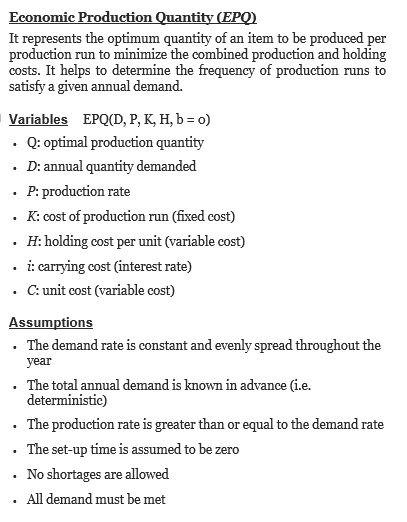 Economic Production Quantity (EPQ)
It represents the optimum quantity of an item to be produced per
production run to minimize the combined production and holding
costs. It helps to determine the frequency of production runs to
satisfy a given annual demand.
Variables EPQ(D, P, K, H, b = 0)
• Q: optimal production quantity
• D: annual quantity demanded
• P: production rate
• K: cost of production run (fixed cost)
• H: holding cost per unit (variable cost)
• i: carrying cost (interest rate)
• C: unit cost (variable cost)
Assumptions
• The demand rate is constant and evenly spread throughout the
year
• The total annual demand is known in advance (i.e.
deterministic)
• The production rate is greater than or equal to the demand rate
• The set-up time is assumed to be zero
• No shortages are allowed
• All demand must be met